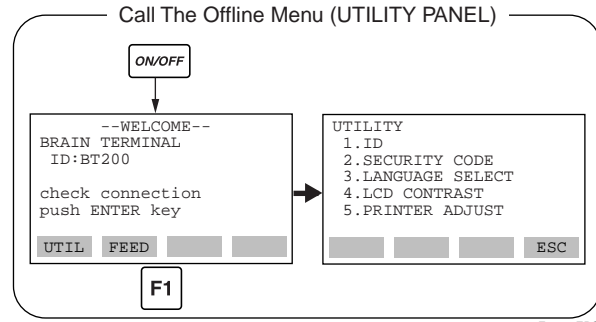 Call The Offline Menu (UTILITY PANEL)
ON/OFF
--WELCOME--
BRAIN TERMINAL
ID:BT200
check connection
push ENTER key
UTIL FEED
F1
UTILITY
1.ID
2.SECURITY CODE
3.LANGUAGE SELECT
4.LCD CONTRAST
5.PRINTER ADJUST
ESC